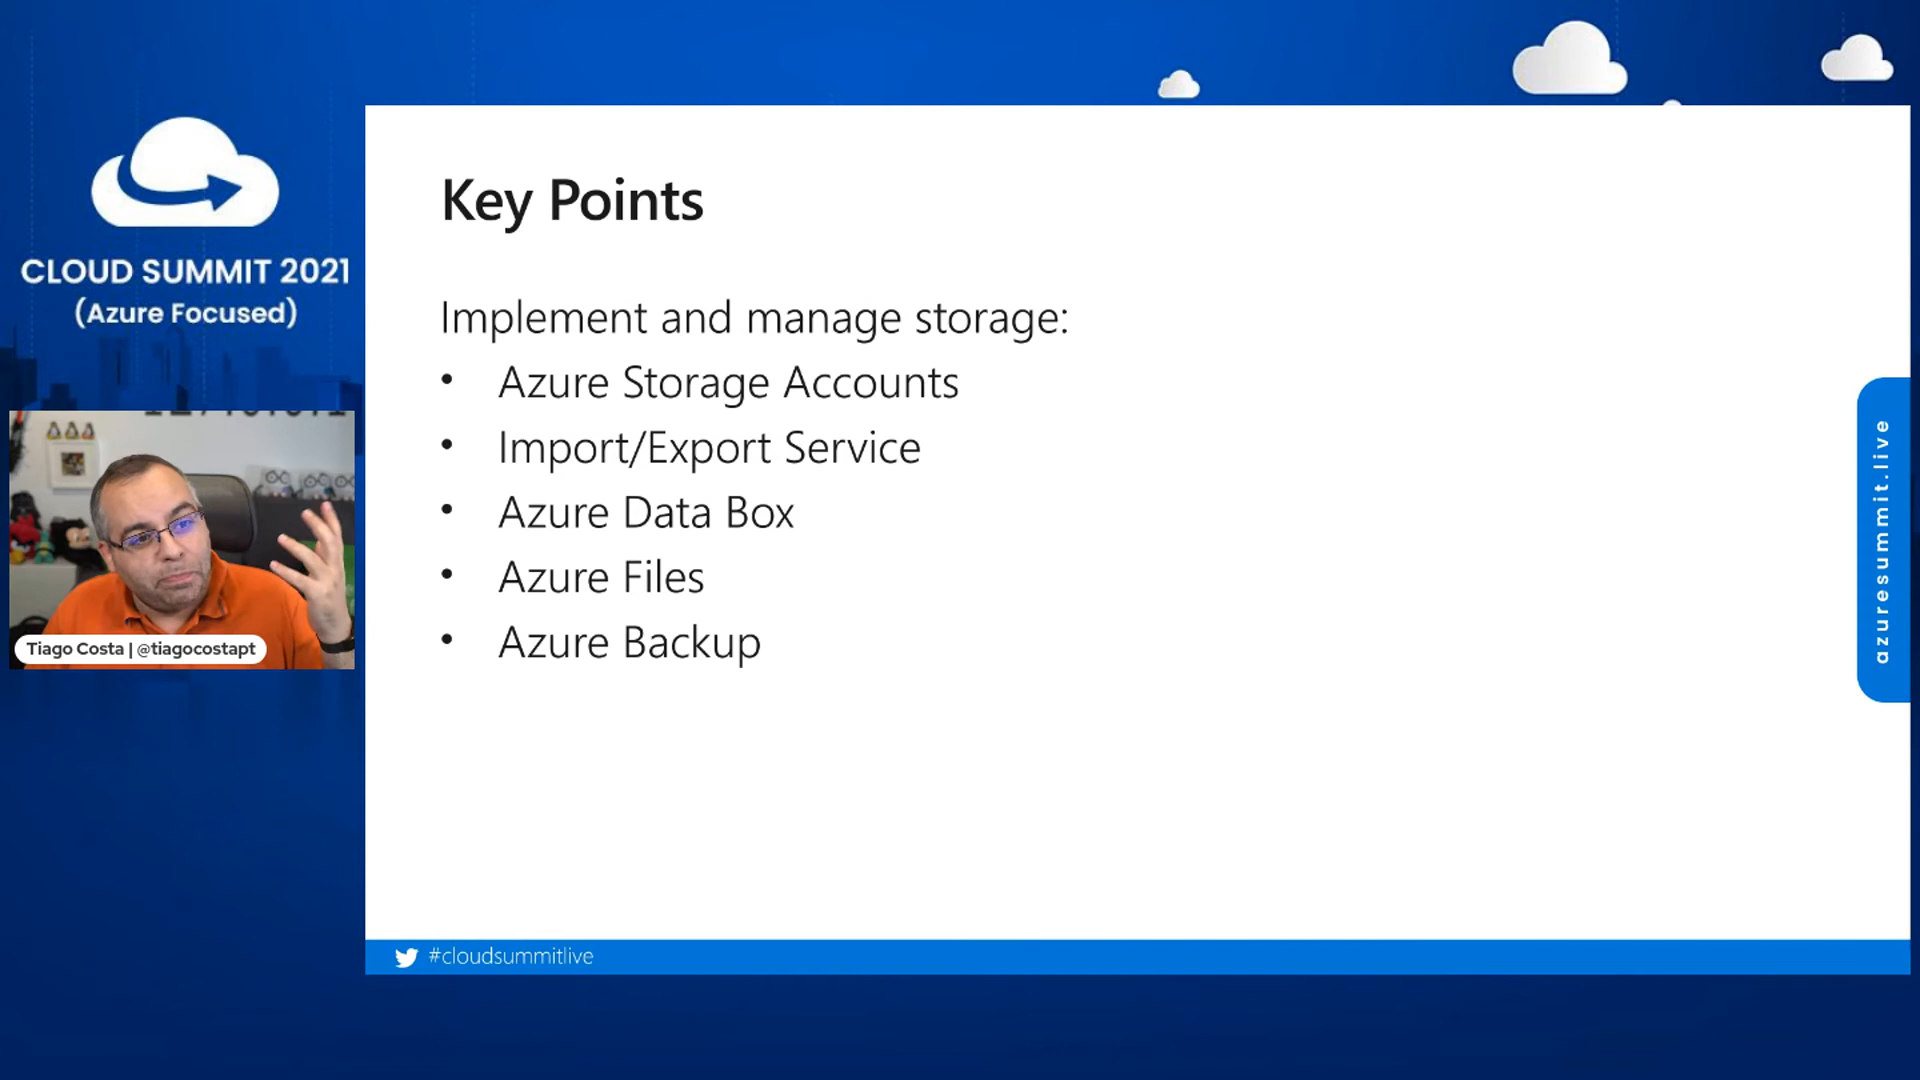 CLOUD SUMMIT 2021
(Azure Focused)
Tiago Costa | @tiagocostapt
Key Points
Implement and manage storage:
• Azure Storage Accounts
• Import/Export Service
• Azure Data Box
• Azure Files
• Azure Backup
azuresummit.live
#cloudsummitlive